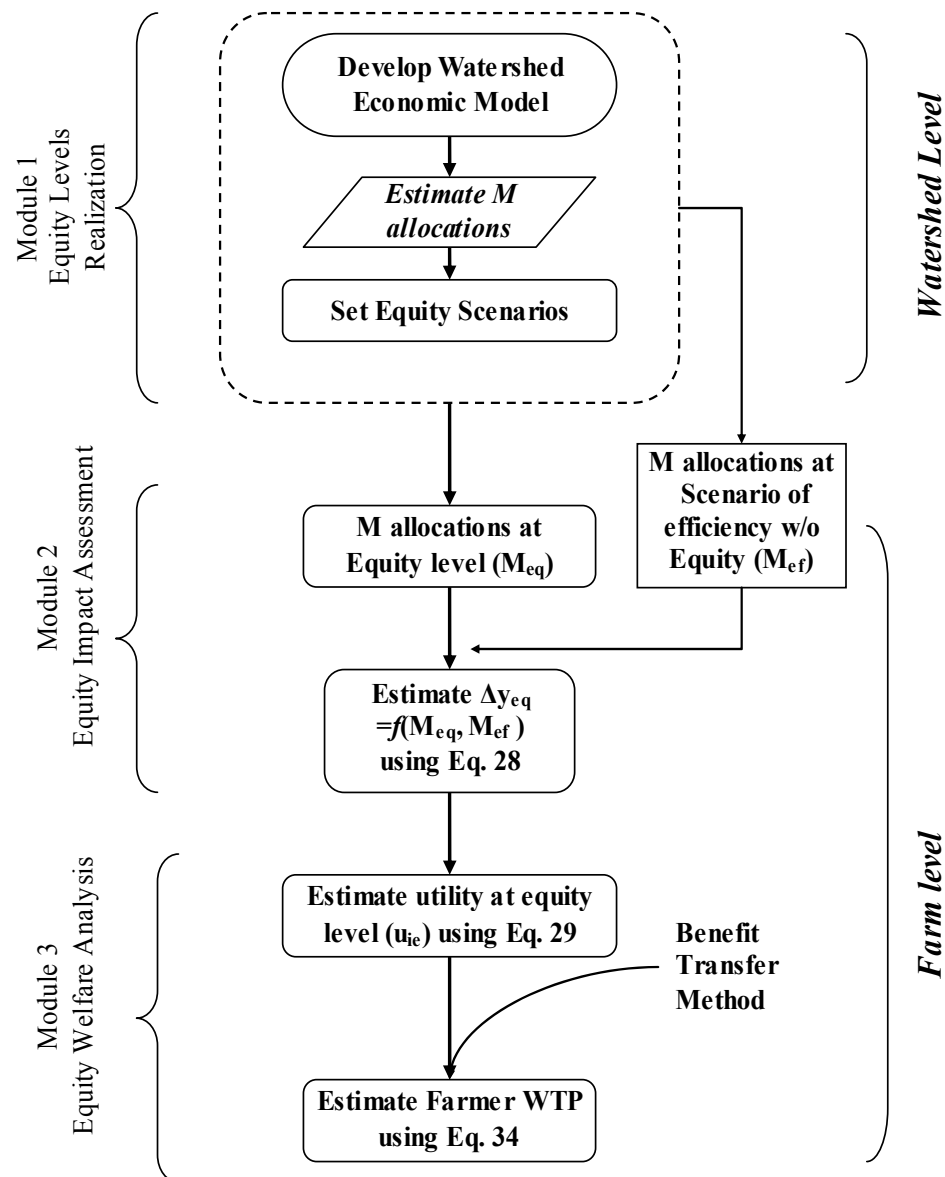 Module 1
Equity Levels
Realization
Develop Watershed
Economic Model
Estimate M
allocations
Set Equity Scenarios
Watershed Level
Module 2
Equity Impact Assessment
M allocations at
Equity level (Meq)
M allocations at
Scenario of
efficiency w/o
Equity (Mef)
Estimate Δyeq
=f(Meq, Mef )
using Eq. 28
Module 3
Equity Welfare Analysis
Estimate utility at equity
level (uie) using Eq. 29
Benefit
Transfer
Method
Estimate Farmer WTP
using Eq. 34
Farm level